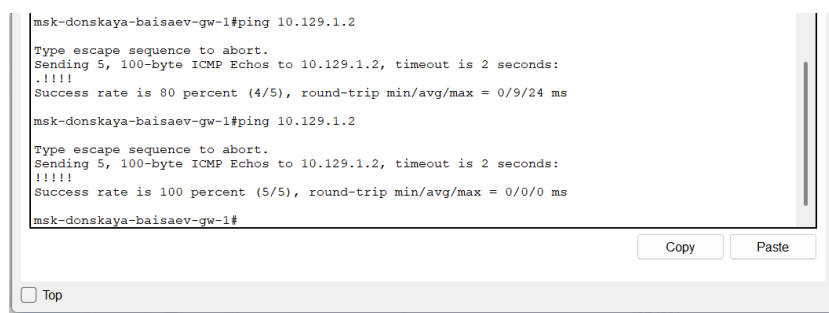 msk-donskaya-baisaev-gw-1#ping 10.129.1.2
Type escape sequence to abort.
Sending 5, 100-byte ICMP Echos to 10.129.1.2, timeout is 2 seconds:
.!!!!
Success rate is 80 percent (4/5), round-trip min/avg/max = 0/9/24 ms
msk-donskaya-baisaev-gw-1#ping 10.129.1.2
Type escape sequence to abort.
Sending 5, 100-byte ICMP Echos to 10.129.1.2, timeout is 2 seconds:
!!!!!
Success rate is 100 percent (5/5), round-trip min/avg/max = 0/0/0 ms
msk-donskaya-baisaev-gw-1#
Copy Paste
Top